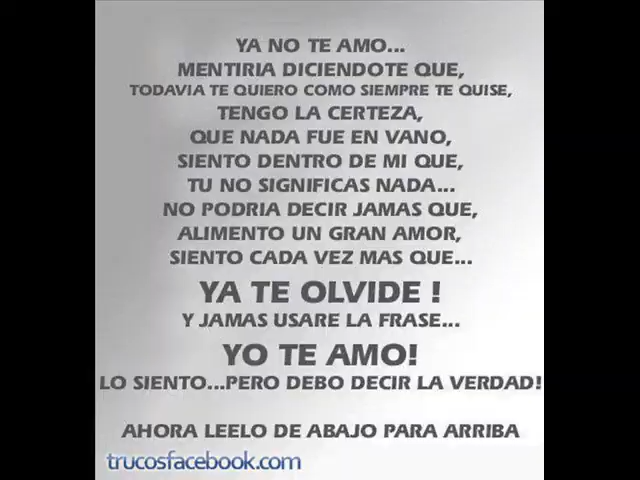 YA NO TE AMO...
MENTIRIA DICIENDOTE QUE,
TODAVIA TE QUIERO COMO SIEMPRE TE QUISE,
TENGO LA CERTEZA,
QUE NADA FUE EN VANO,
SIENTO DENTRO DE MI QUE,
TU NO SIGNIFICAS NADA...
NO PODRIA DECIR JAMAS QUE,
ALIMENTO UN GRAN AMOR,
SIENTO CADA VEZ MAS QUE...
YA TE OLVIDE !
Y JAMAS USARE LA FRASE...
YO TE AMO!
LO SIENTO...PERO DEBO DECIR LA VERDAD!
AHORA LEELO DE ABAJO PARA ARRIBA
trucosfacebook.com